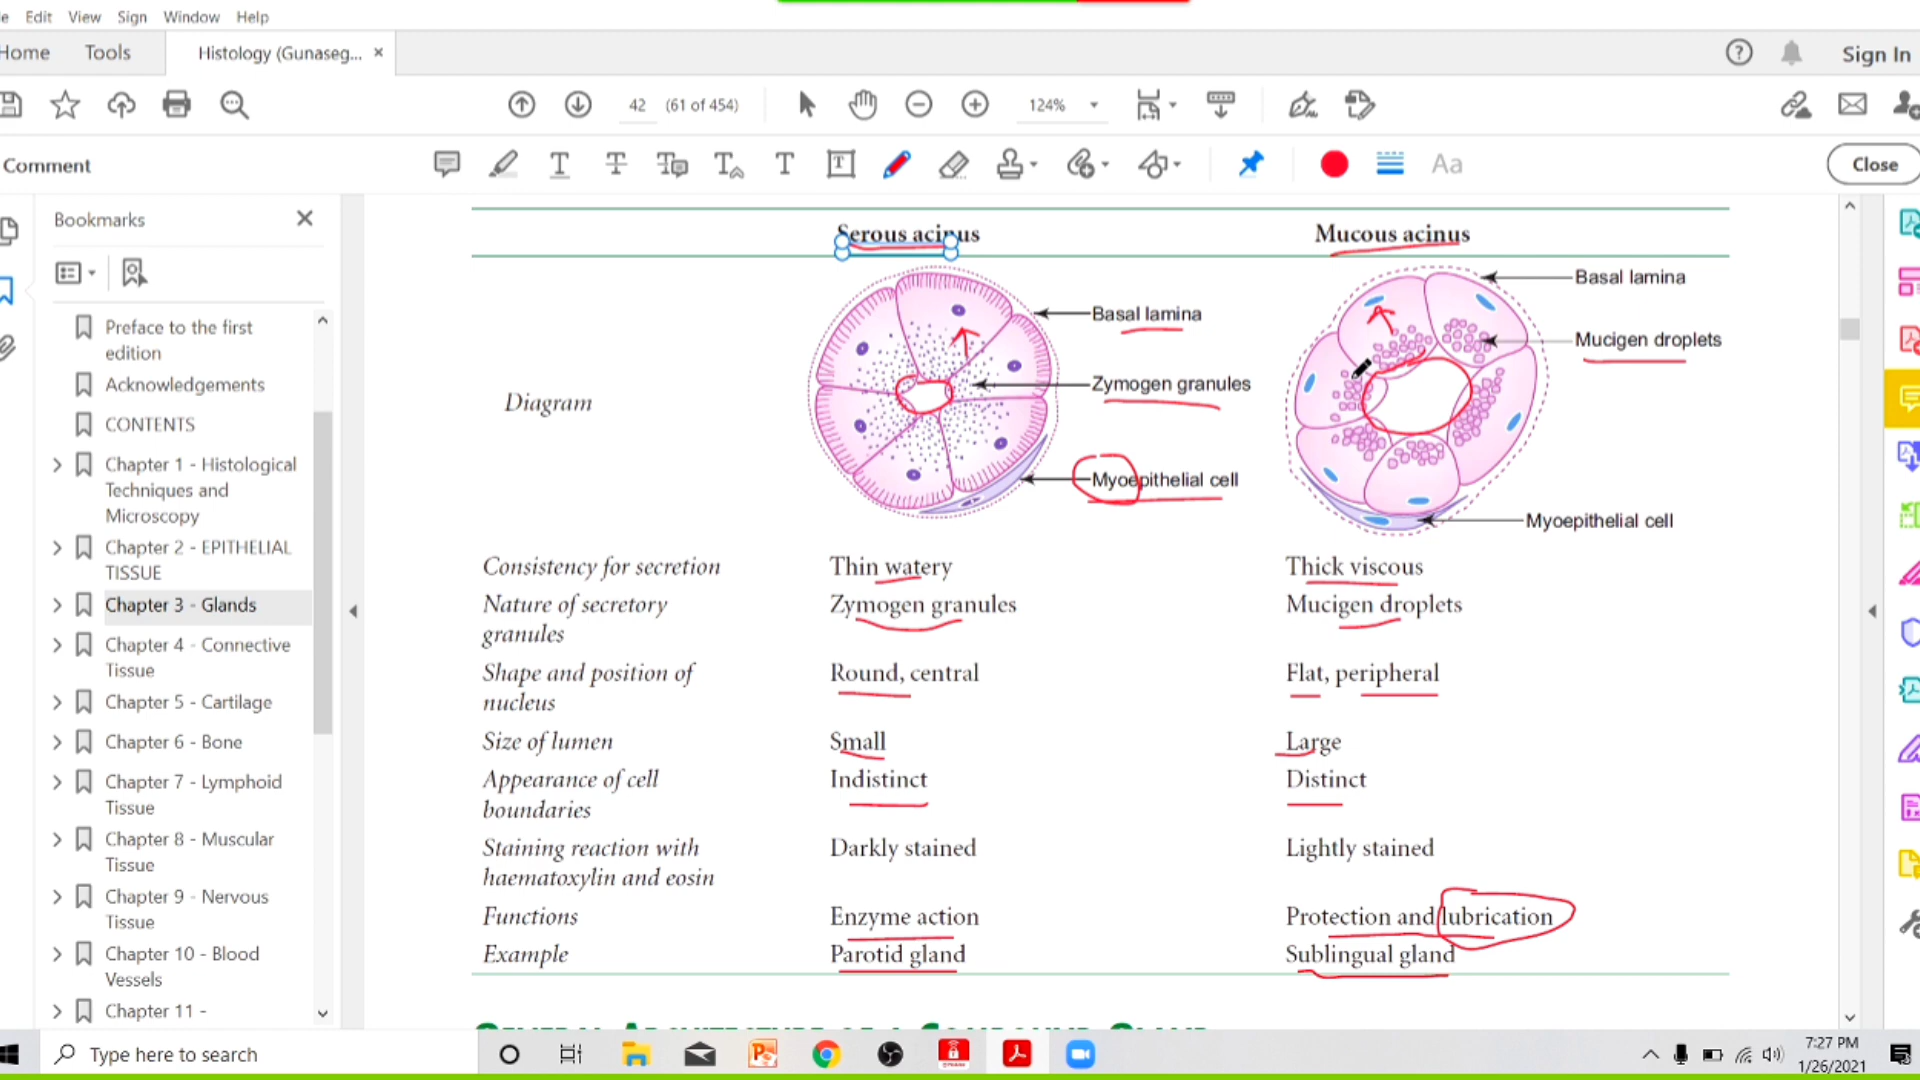 Edit View Sign Window Help
Home Tools Histology (Gunaseg... ×
Sign In
42 (61 of 454) 124%
Comment Close
Bookmarks
Preface to the first
edition
Acknowledgements
CONTENTS
Chapter 1 - Histological
Techniques and
Microscopy
Chapter 2 - EPITHELIAL
TISSUE
Chapter 3 - Glands
Chapter 4 - Connective
Tissue
Chapter 5 - Cartilage
Chapter 6 - Bone
Chapter 7 - Lymphoid
Tissue
Chapter 8 - Muscular
Tissue
Chapter 9 - Nervous
Tissue
Chapter 10 - Blood
Vessels
Chapter 11 -
Serous acinus Mucous acinus
Diagram
Basal lamina
Zymogen granules
Myoepithelial cell
Basal lamina
Mucigen droplets
Myoepithelial cell
Consistency for secretion Thin watery Thick viscous
Nature of secretory Zymogen granules Mucigen droplets
granules
Shape and position of Round, central Flat, peripheral
nucleus
Size of lumen Small Large
Appearance of cell Indistinct Distinct
boundaries
Staining reaction with Darkly stained Lightly stained
haematoxylin and eosin
Functions Enzyme action Protection and lubrication
Example Parotid gland Sublingual gland
Type here to search
7:27 PM
1/26/2021